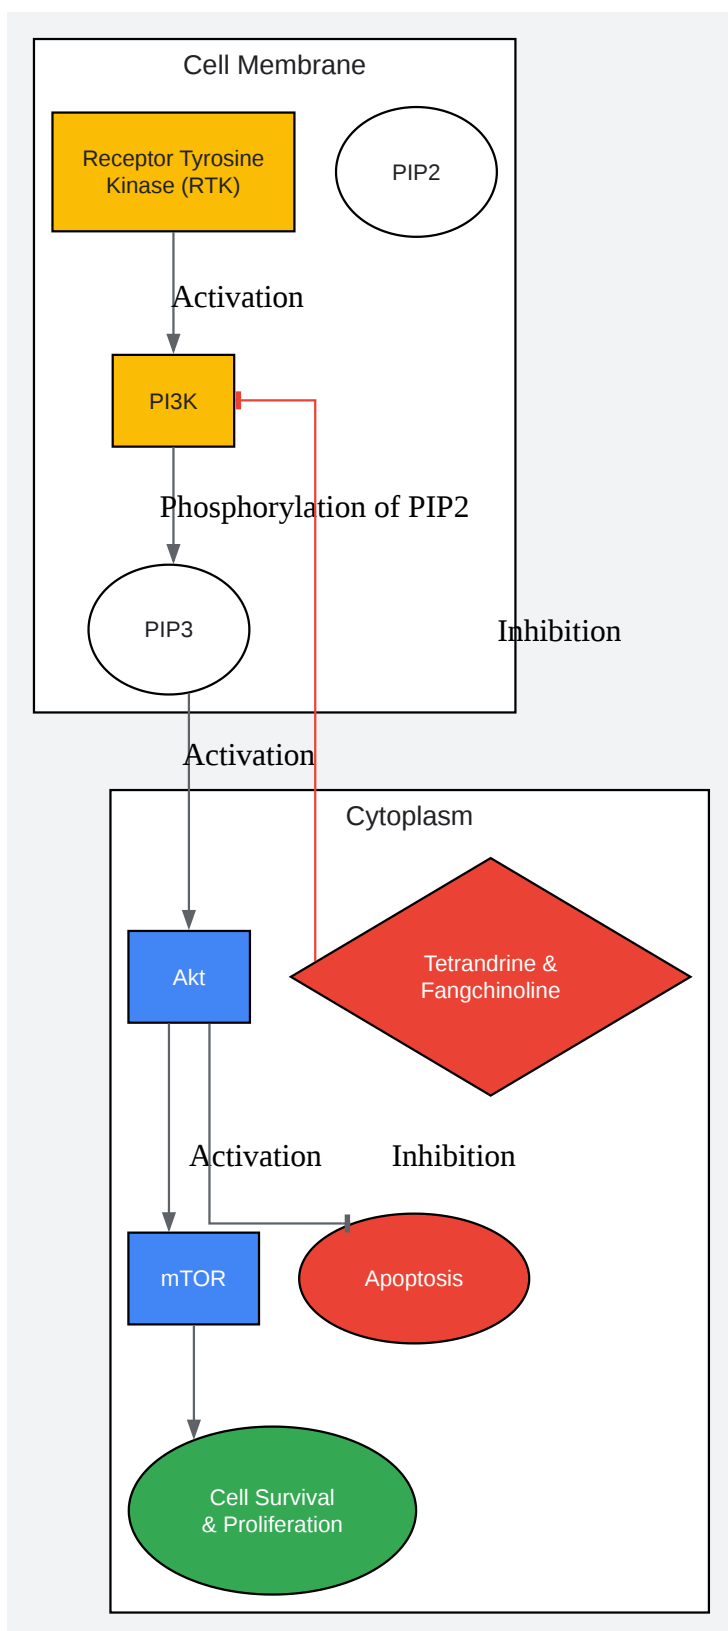 Cell Membrane
Receptor Tyrosine
Kinase (RTK)
PIP2
Activation
PI3K
Phosphorylation of PIP2
PIP3
Inhibition
Activation
Cytoplasm
Akt
Tetrandrine &
Fangchinoline
Activation
Inhibition
mTOR
Apoptosis
Cell Survival
& Proliferation